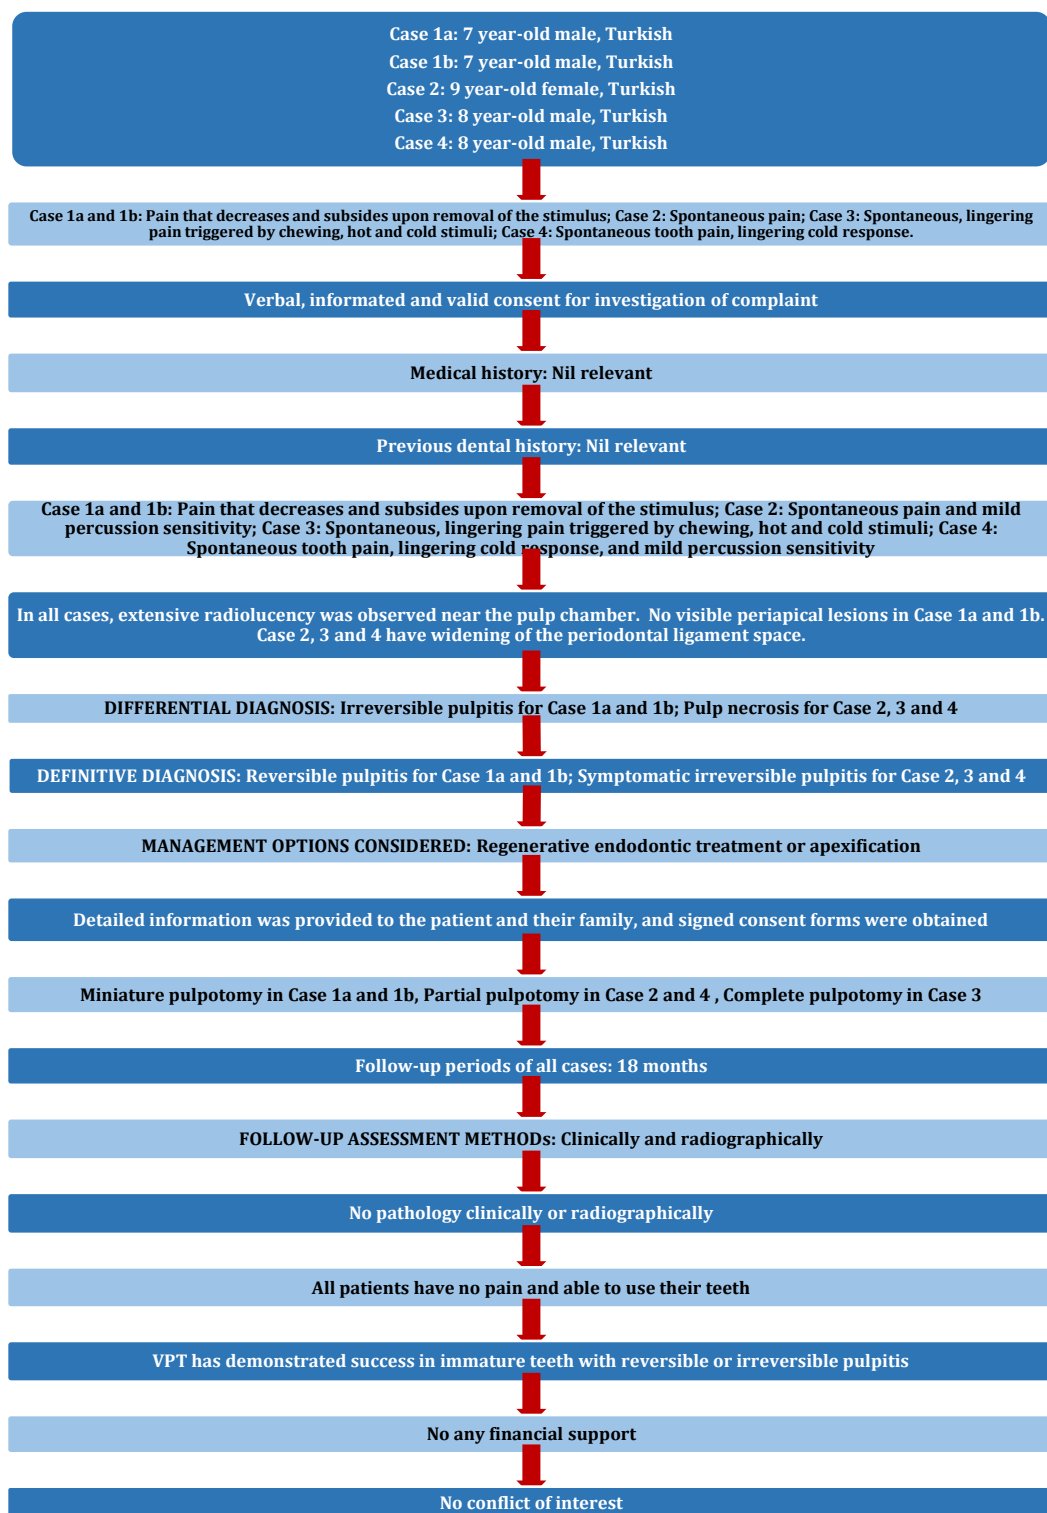 Case 1a: 7 year-old male, Turkish
Case 1b: 7 year-old male, Turkish
Case 2: 9 year-old female, Turkish
Case 3: 8 year-old male, Turkish
Case 4: 8 year-old male, Turkish
Case 1a and 1b: Pain that decreases and subsides upon removal of the stimulus; Case 2: Spontaneous pain; Case 3: Spontaneous, lingering
pain triggered by chewing, hot and cold stimuli; Case 4: Spontaneous tooth pain, lingering cold response.
Verbal, informated and valid consent for investigation of complaint
Medical history: Nil relevant
Previous dental history: Nil relevant
Case 1a and 1b: Pain that decreases and subsides upon removal of the stimulus; Case 2: Spontaneous pain and mild
percussion sensitivity; Case 3: Spontaneous, lingering pain triggered by chewing, hot and cold stimuli; Case 4:
Spontaneous tooth pain, lingering cold response, and mild percussion sensitivity
In all cases, extensive radiolucency was observed near the pulp chamber. No visible periapical lesions in Case 1a and 1b.
Case 2, 3 and 4 have widening of the periodontal ligament space.
DIFFERENTIAL DIAGNOSIS: Irreversible pulpitis for Case 1a and 1b; Pulp necrosis for Case 2, 3 and 4
DEFINITIVE DIAGNOSIS: Reversible pulpitis for Case 1a and 1b; Symptomatic irreversible pulpitis for Case 2, 3 and 4
MANAGEMENT OPTIONS CONSIDERED: Regenerative endodontic treatment or apexification
Detailed information was provided to the patient and their family, and signed consent forms were obtained
Miniature pulpotomy in Case 1a and 1b, Partial pulpotomy in Case 2 and 4 , Complete pulpotomy in Case 3
Follow-up periods of all cases: 18 months
FOLLOW-UP ASSESSMENT METHODs: Clinically and radiographically
No pathology clinically or radiographically
All patients have no pain and able to use their teeth
VPT has demonstrated success in immature teeth with reversible or irreversible pulpitis
No any financial support
No conflict of interest